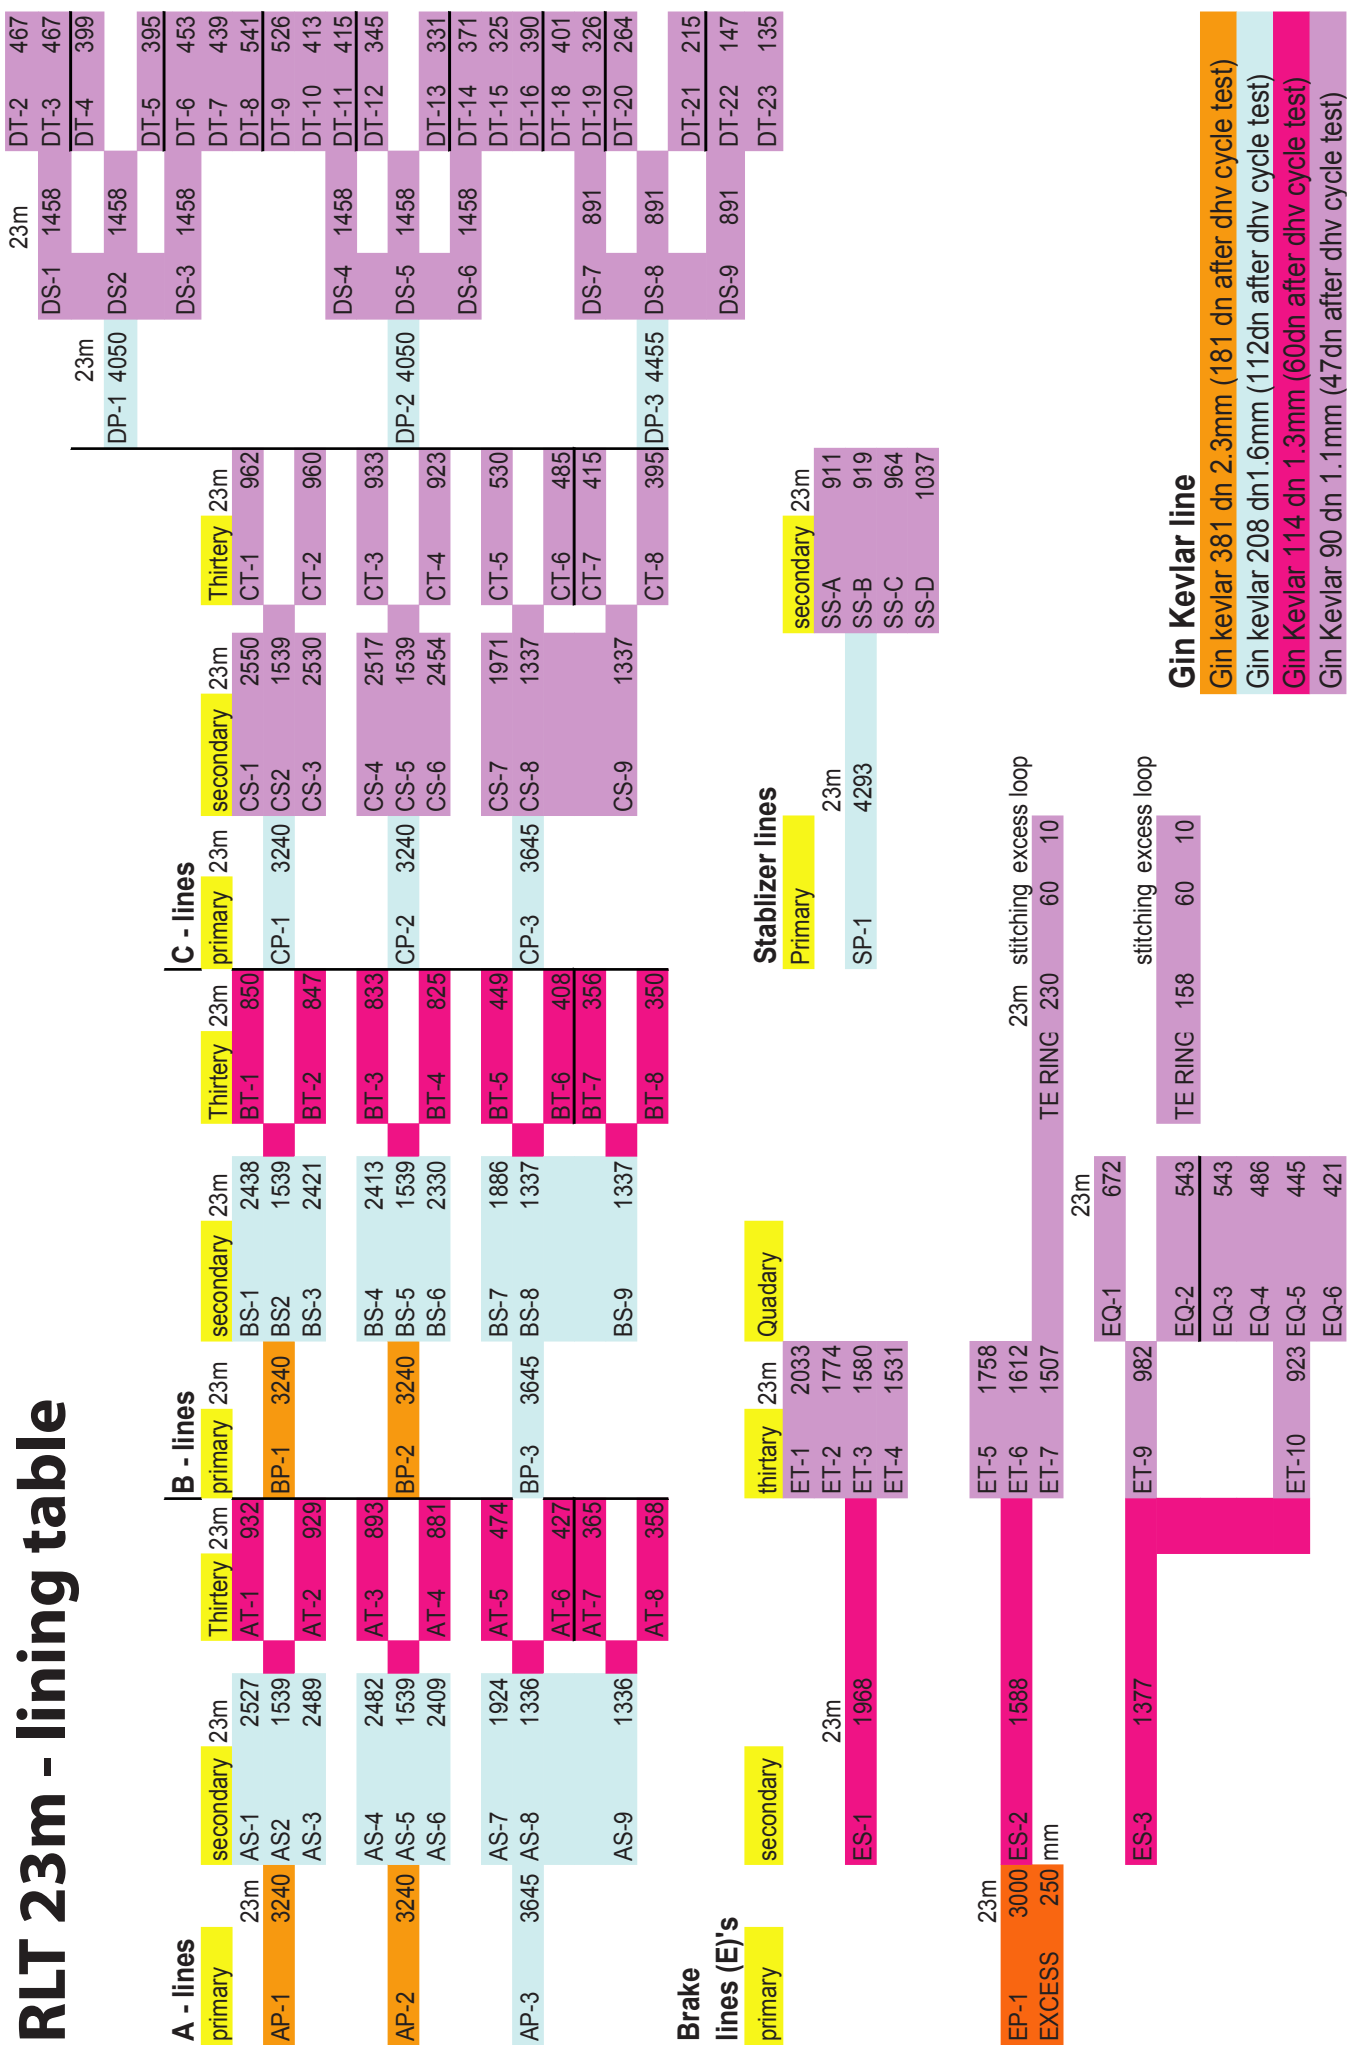 RLT 23m - lining table
A - lines B - lines C - lines
primary secondary 23m Thirtery 23m primary 23m secondary 23m Thirtery 23m primary 23m secondary 23m Thirtery 23m
23m
23m
23m
DT-2 467
DS-1 1458 DT-3 467
AS-1 2527 AT-1 932 BS-1 2438 BT-1 850 CS-1 2550 CT-1 962
AP-1 3240 AS2 1539 BP-1 3240 BS2 1539 CP-1 3240 CS2 1539
AS-3 2489 AT-2 929 BS-3 2421 BT-2 847 CS-3 2530 CT-2 960
DT-4 399
DP-1 4050 DS2 1458
DT-5 395
DS-3 1458 DT-6 453
DT-7 439
DT-8 541
DT-9 526
DT-10 413
AS-4 2482 AT-3 893 BS-4 2413 BT-3 833 CS-4 2517 CT-3 933
AP-2 3240 AS-5 1539 BP-2 3240 BS-5 1539 CP-2 3240 CS-5 1539
AS-6 2409 AT-4 881 BS-6 2330 BT-4 825 CS-6 2454 CT-4 923
DS-4 1458 DT-11 415
DT-12 345
DP-2 4050 DS-5 1458
DT-13 331
DS-6 1458 DT-14 371
DT-15 325
DT-16 390
DT-18 401
AS-7 1924 AT-5 474 BS-7 1886 BT-5 449 CS-7 1971 CT-5 530
AP-3 3645 AS-8 1336 BP-3 3645 BS-8 1337 CP-3 3645 CS-8 1337
AT-6 427 BT-6 408 CT-6 485
AT-7 365 BT-7 356 CT-7 415
AS-9 1336 BS-9 1337 CS-9 1337
AT-8 358 BT-8 350 CT-8 395
DS-7 891 DT-19 326
DT-20 264
DP-3 4455 DS-8 891
DT-21 215
DS-9 891 DT-22 147
DT-23 135
Brake
lines (E)'s
primary secondary thirtary 23m Quadary
23m
ET-1 2033
ET-2 1774
ES-1 1968 ET-3 1580
ET-4 1531
23m
ET-5 1758
23m stitching excess loop
EP-1 3000 ES-2 1588 ET-6 1612
EXCESS 250 mm ET-7 1507 TE RING 230 60 10
23m
EQ-1 672
ES-3 1377 ET-9 982
stitching excess loop
EQ-2 543 TE RING 158 60 10
EQ-3 543
EQ-4 486
ET-10 923 EQ-5 445
EQ-6 421
Stablizer lines
Primary secondary 23m
23m
SS-A 911
SP-1 4293 SS-B 919
SS-C 964
SS-D 1037
Gin Kevlar line
Gin kevlar 381 dn 2.3mm (181 dn after dhv cycle test)
Gin kevlar 208 dn1.6mm (112dn after dhv cycle test)
Gin Kevlar 114 dn 1.3mm (60dn after dhv cycle test)
Gin Kevlar 90 dn 1.1mm (47dn after dhv cycle test)